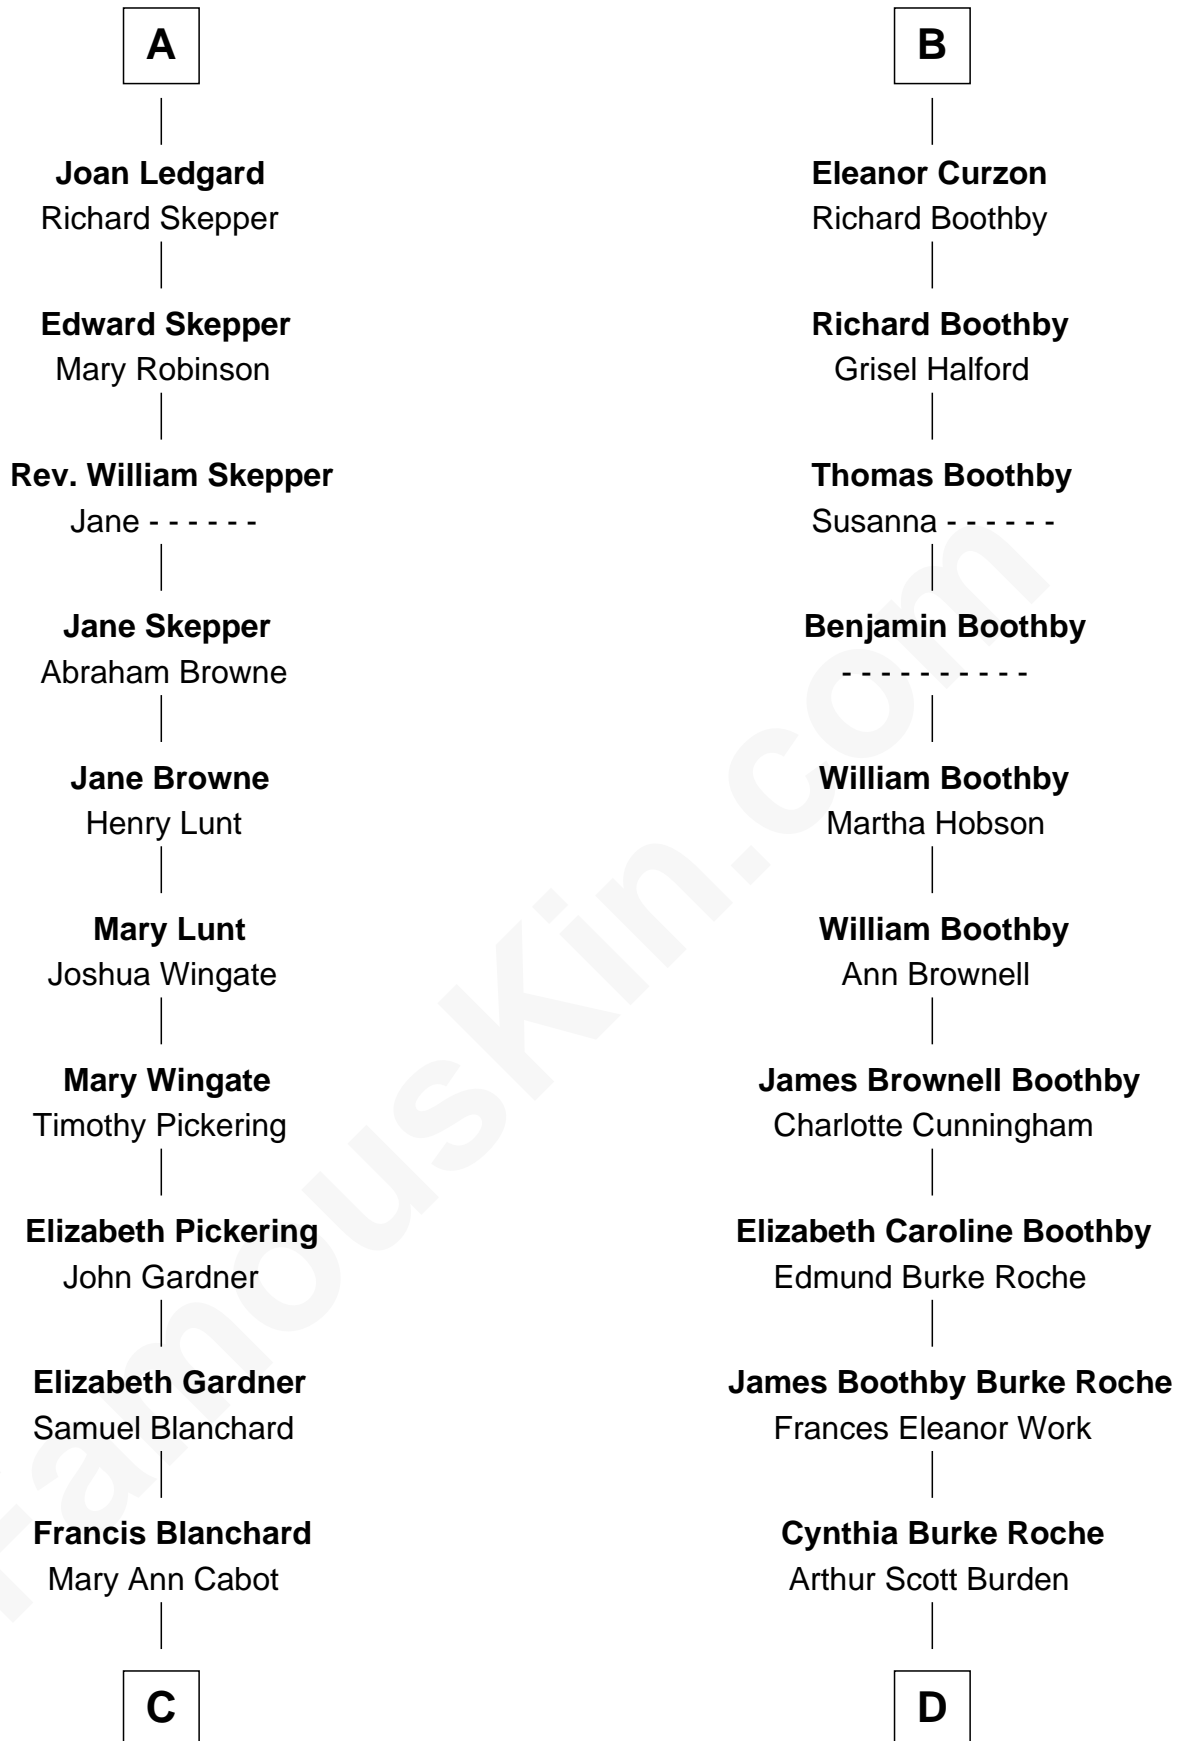 A
Joan Ledgard
Richard Skepper
Edward Skepper
Mary Robinson
Rev. William Skepper
Jane - - - - - -
Jane Skepper
Abraham Browne
Jane Browne
Henry Lunt
Mary Lunt
Joshua Wingate
Mary Wingate
Timothy Pickering
Elizabeth Pickering
John Gardner
Elizabeth Gardner
Samuel Blanchard
Francis Blanchard
Mary Ann Cabot
C
B
Eleanor Curzon
Richard Boothby
Richard Boothby
Grisel Halford
Thomas Boothby
Susanna - - - - - -
Benjamin Boothby
- - - - - - - - - -
William Boothby
Martha Hobson
William Boothby
Ann Brownell
James Brownell Boothby
Charlotte Cunningham
Elizabeth Caroline Boothby
Edmund Burke Roche
James Boothby Burke Roche
Frances Eleanor Work
Cynthia Burke Roche
Arthur Scott Burden
D
FamousKin.com